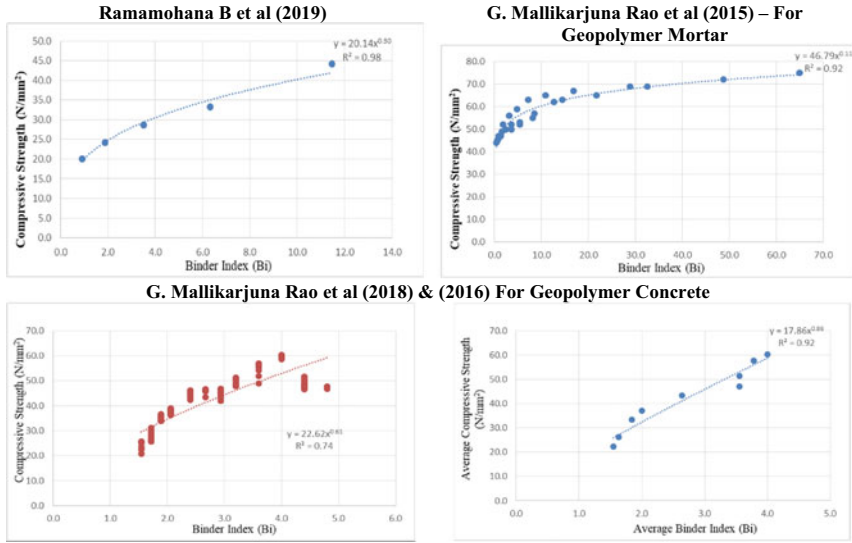 Ramamohana B et al (2019)
y = 20.14x^0.30
R² = 0.98
Compressive Strength (N/mm²)
50.0
45.0
40.0
35.0
30.0
25.0
20.0
15.0
10.0
5.0
0.0
0.0 2.0 4.0 6.0 8.0 10.0 12.0 14.0
Binder Index (Bi)
G. Mallikarjuna Rao et al (2015) – For
Geopolymer Mortar
y = 46.79x^0.11
R² = 0.92
Compressive Strength (N/mm²)
80.0
70.0
60.0
50.0
40.0
30.0
20.0
10.0
0.0
0.0 10.0 20.0 30.0 40.0 50.0 60.0 70.0
Binder Index (Bi)
G. Mallikarjuna Rao et al (2018) & (2016) For Geopolymer Concrete
Compressive Strength (N/mm²)
70.0
60.0
50.0
40.0
30.0
20.0
10.0
0.0
y = 22.62x^0.61
R² = 0.74
0.0 1.0 2.0 3.0 4.0 5.0 6.0
Binder Index (Bi)
y = 17.86x^0.86
R² = 0.92
Average Compressive Strength
(N/mm²)
70.0
60.0
50.0
40.0
30.0
20.0
10.0
0.0
0.0 1.0 2.0 3.0 4.0 5.0
Average Binder Index (Bi)